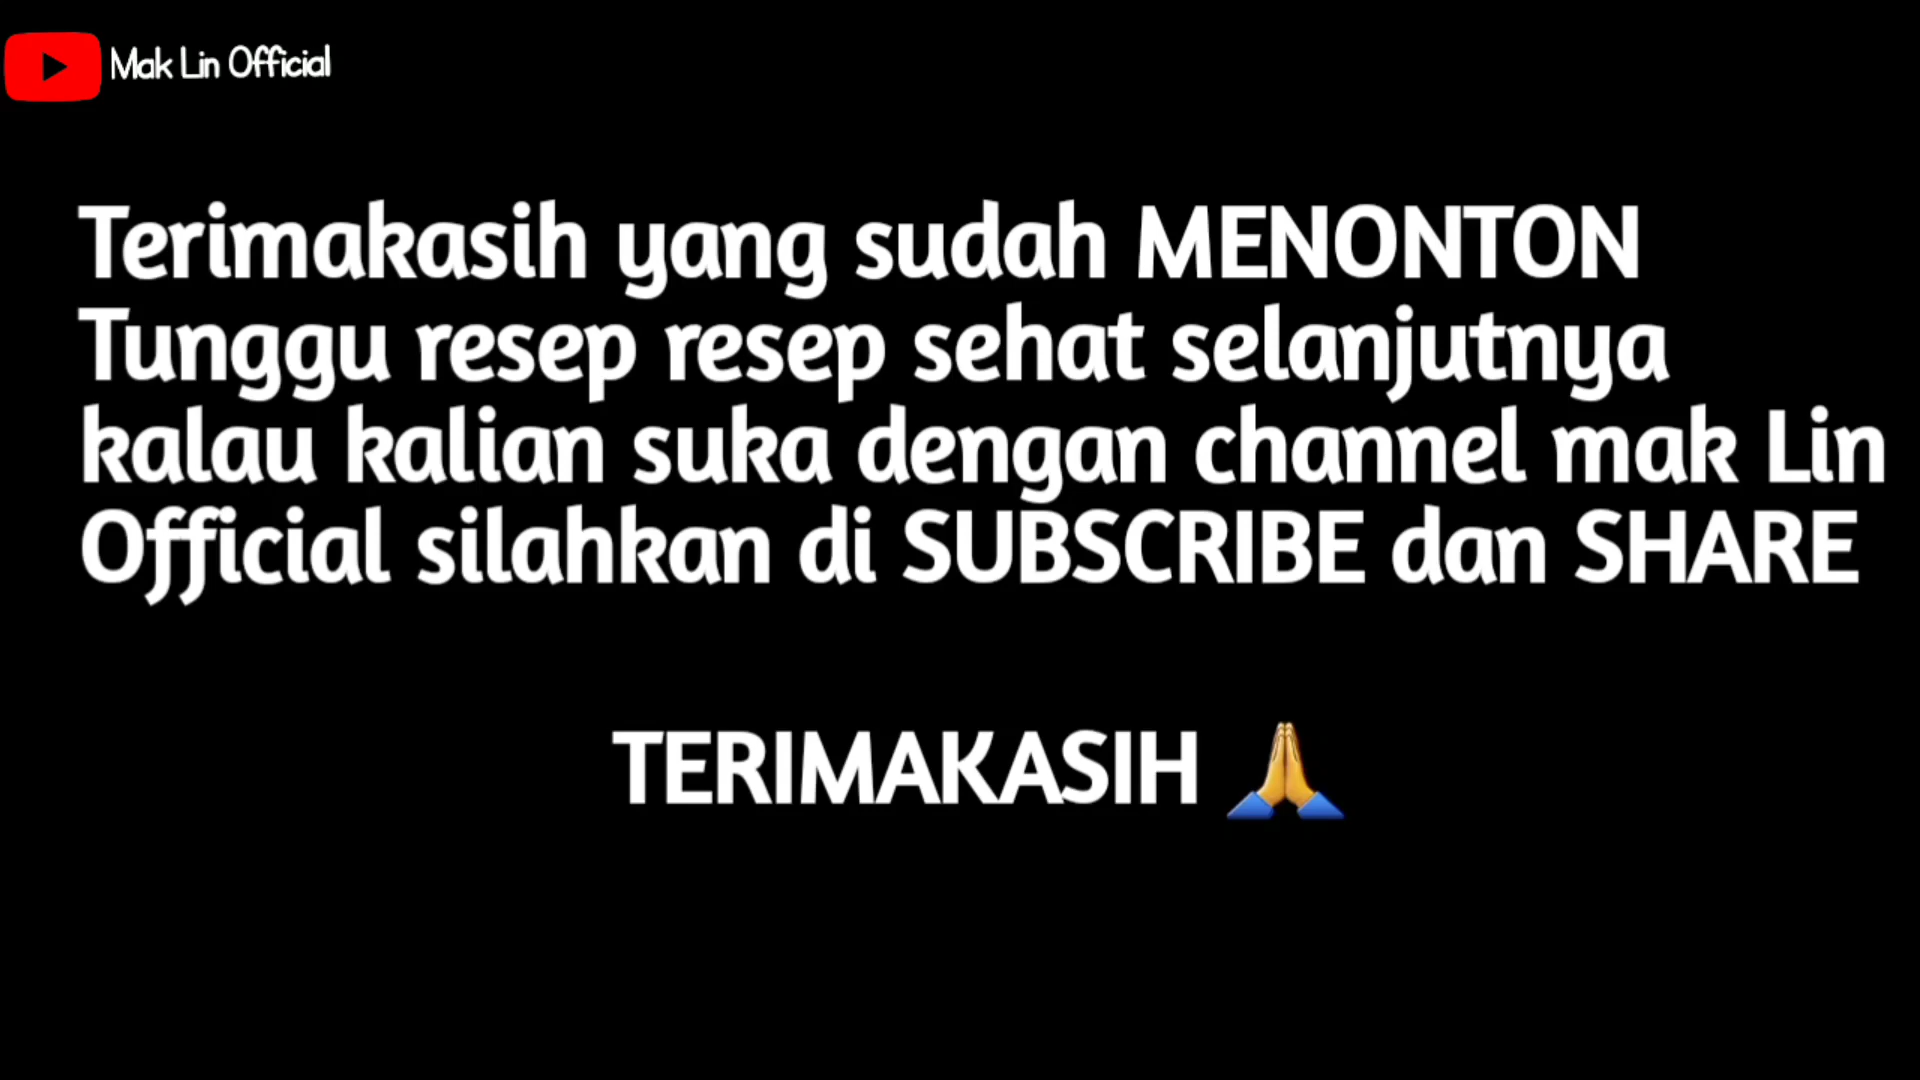 Mak Lin Official
Terimakasih yang sudah MENONTON
Tunggu resep resep sehat selanjutnya
kalau kalian suka dengan channel mak Lin
Official silahkan di SUBSCRIBE dan SHARE
TERIMAKASIH 🙏